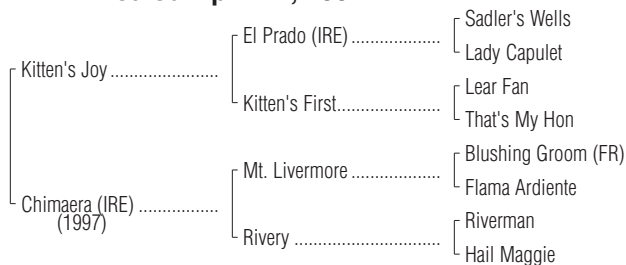 Sadler's Wells
El Prado (IRE) ....................
Lady Capulet
Kitten's Joy ........................
Lear Fan
Kitten's First.......................
That's My Hon
Blushing Groom (FR)
Mt. Livermore ....................
Flama Ardiente
Chimaera (IRE) .................
(1997)
Riverman
Rivery ................................
Hail Maggie